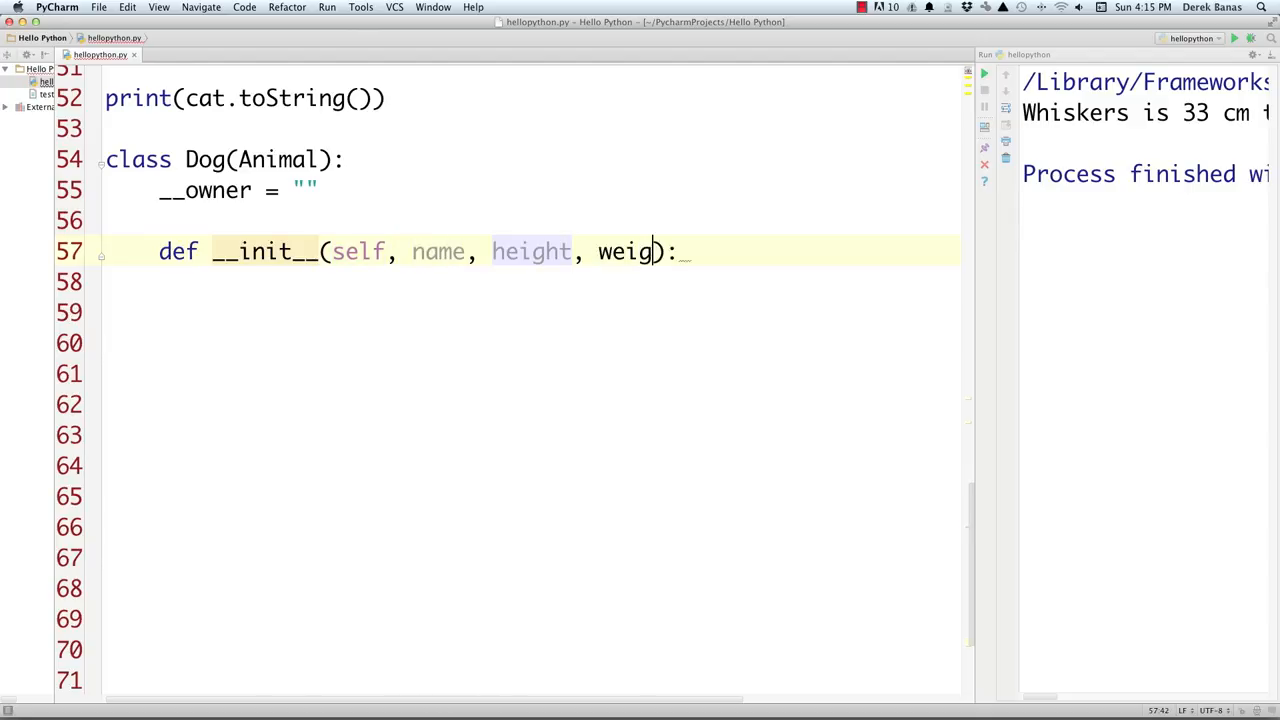 PyCharm File Edit View Navigate Code Refactor Run Tools VCS Window Help 10 Sun 4:15 PM Derek Banas
hellopython.py - Hello Python - [~/PycharmProjects/Hello Python]
Hello Python hellopython.py hellopython
hellopython.py Run hellopython
Hello P
hell
test
Externa
51
52 print(cat.toString())
53
54 class Dog(Animal):
55 __owner = ""
56
57 def __init__(self, name, height, weig):
58
59
60
61
62
63
64
65
66
67
68
69
70
71
/Library/Frameworks
Whiskers is 33 cm t
Process finished wi
57:42 LF UTF-8